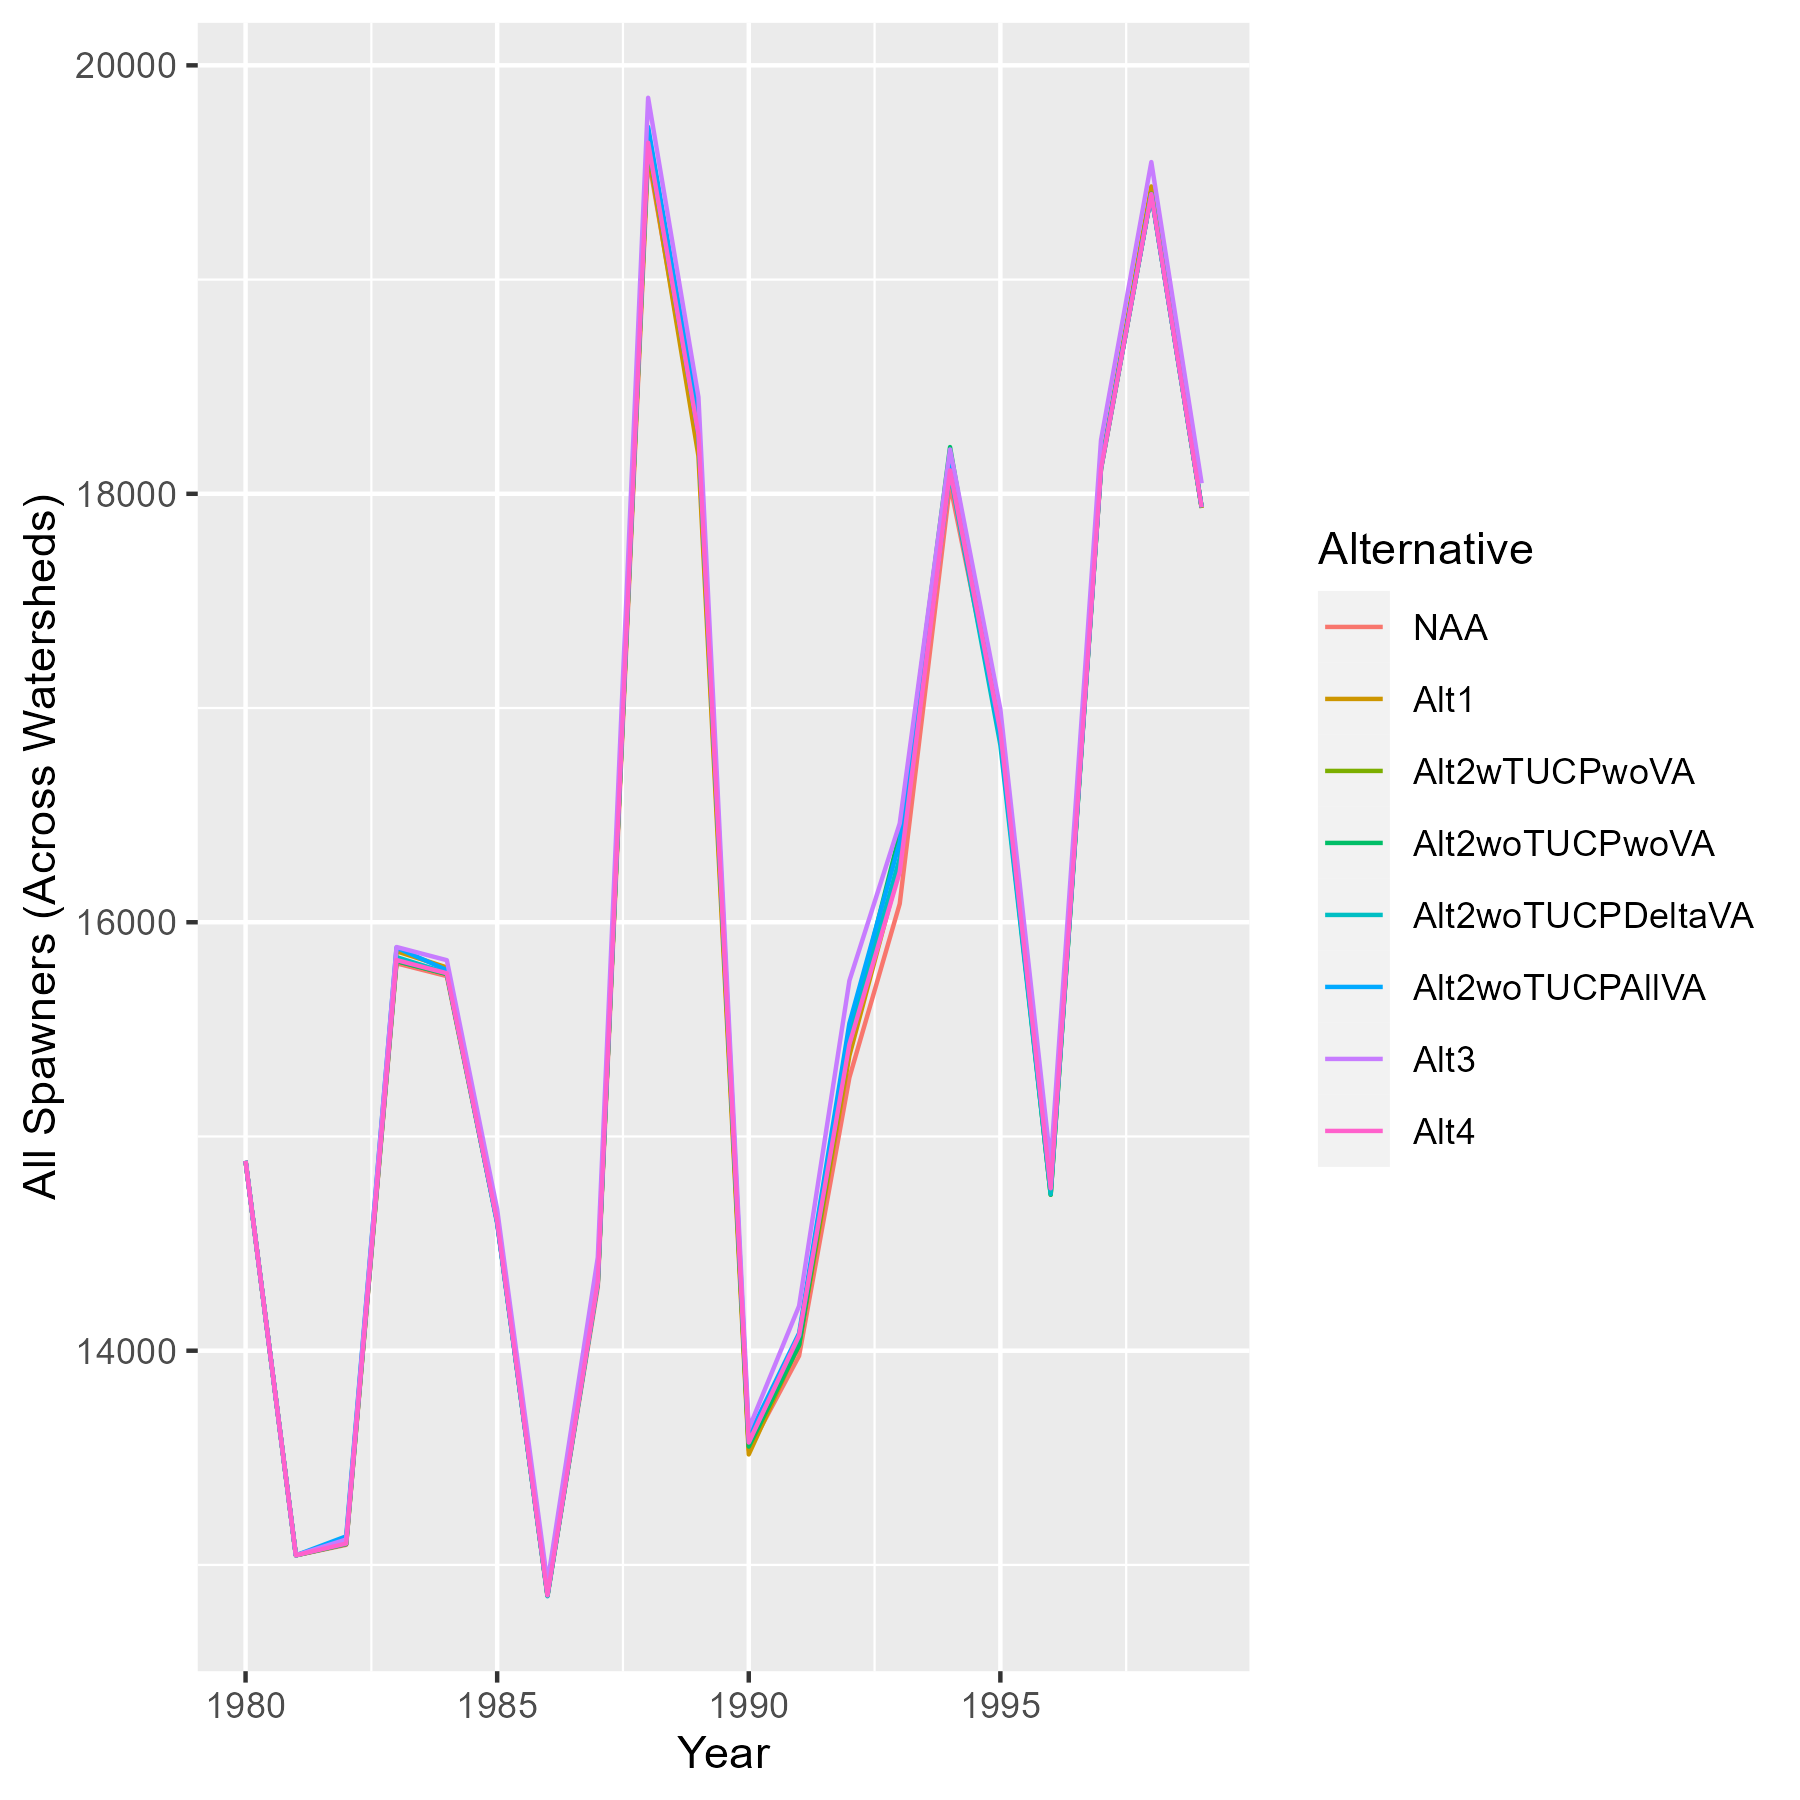 20000
18000
16000
14000
All Spawners (Across Watersheds)
1980
1985
1990
1995
Year
Alternative
NAA
Alt1
Alt2wTUCPwoVA
Alt2woTUCPwoVA
Alt2woTUCPDeltaVA
Alt2woTUCPAllVA
Alt3
Alt4